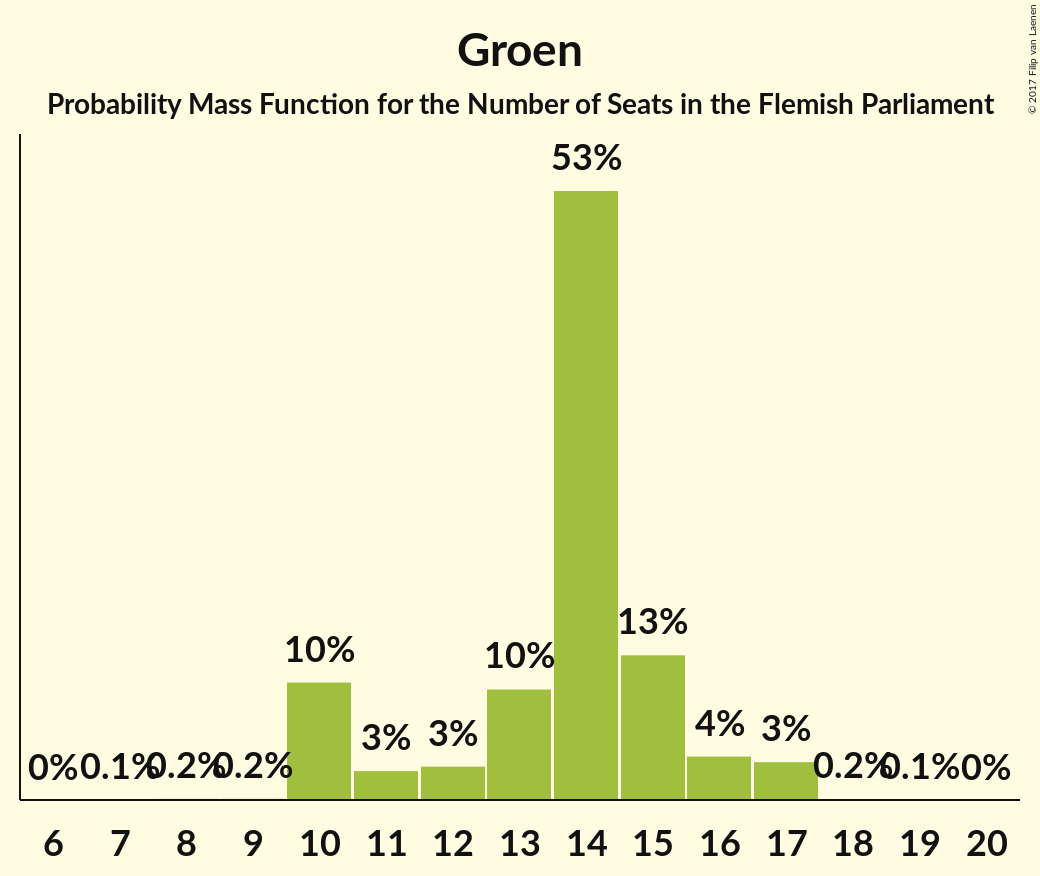 Groen
Probability Mass Function for the Number of Seats in the Flemish Parliament
© 2017 Filip van Laenen
53%
13%
10%
10%
4%
3%
3%
3%
0% 0.1% 0.2% 0.2% 0.2% 0.1% 0%
6 7 8 9 10 11 12 13 14 15 16 17 18 19 20